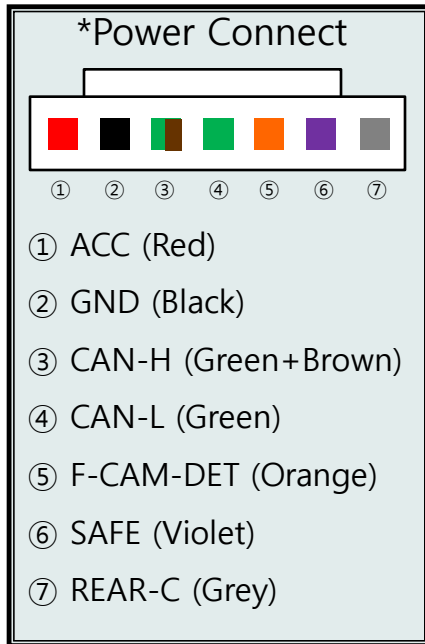 *Power Connect
① ② ③ ④ ⑤ ⑥ ⑦
① ACC (Red)
② GND (Black)
③ CAN-H (Green+Brown)
④ CAN-L (Green)
⑤ F-CAM-DET (Orange)
⑥ SAFE (Violet)
⑦ REAR-C (Grey)